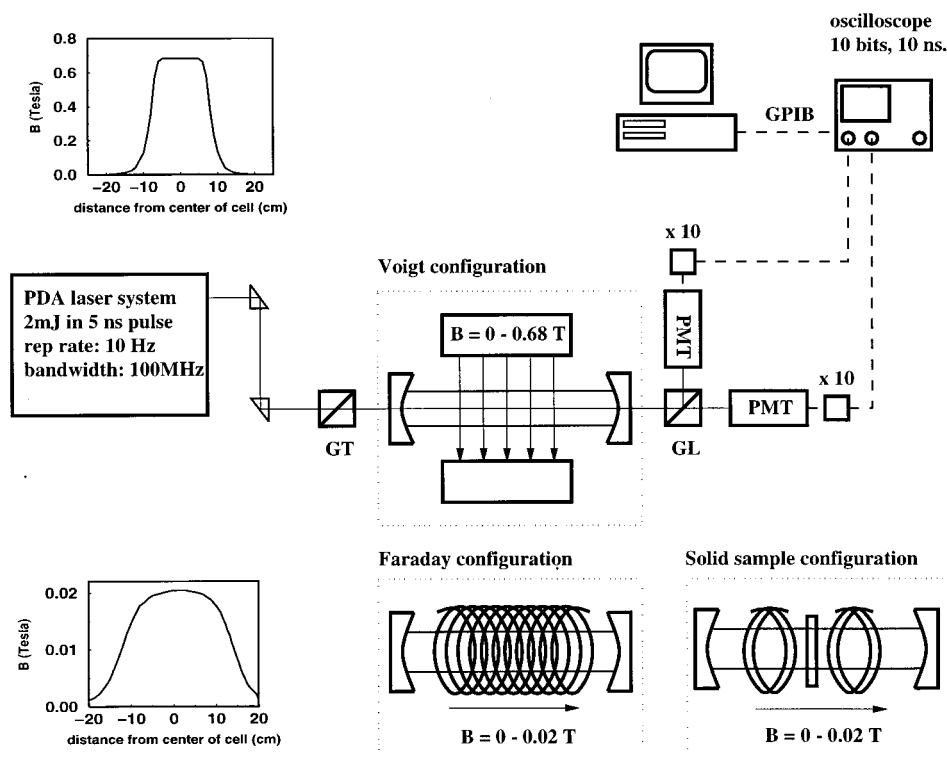 oscilloscope
10 bits, 10 ns.
GPIB
0.8
0.6
0.4
0.2
0.0
B (Tesla)
−20 −10 0 10 20
distance from center of cell (cm)
x 10
Voigt configuration
PDA laser system
2mJ in 5 ns pulse
rep rate: 10 Hz
bandwidth: 100MHz
B = 0 - 0.68 T
PMT
x 10
PMT
GT
GL
Faraday configuration
Solid sample configuration
0.02
0.01
0.00
B (Tesla)
−20 −10 0 10 20
distance from center of cell (cm)
B = 0 - 0.02 T
B = 0 - 0.02 T